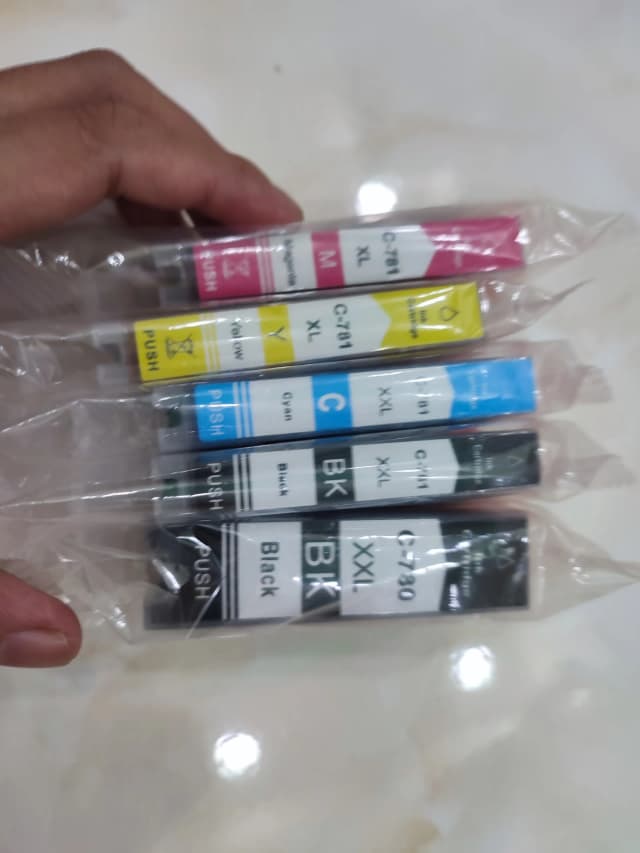 C-781
XL
M
Magenta
PUSH
C-781
XL
Y
Yellow
PUSH
XXL
C
Cyan
PUSH
XXL
BK
Black
PUSH
C-780
XXL
BK
Black
PUSH